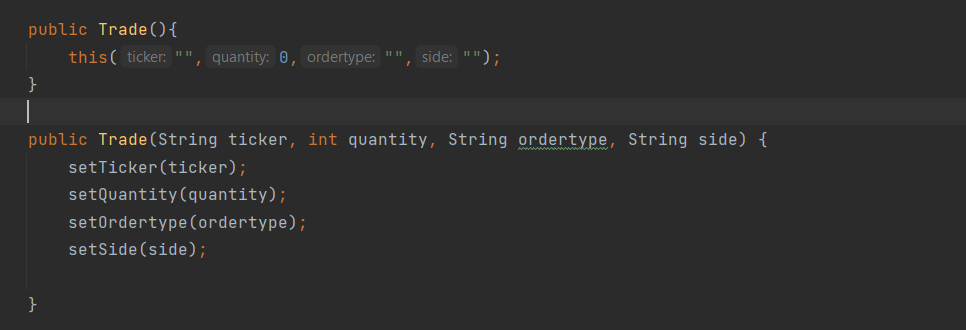 public Trade(){
this( ticker: "", quantity: 0, ordertype: "", side: "");
}
public Trade(String ticker, int quantity, String ordertype, String side) {
setTicker(ticker);
setQuantity(quantity);
setOrdertype(ordertype);
setSide(side);
}